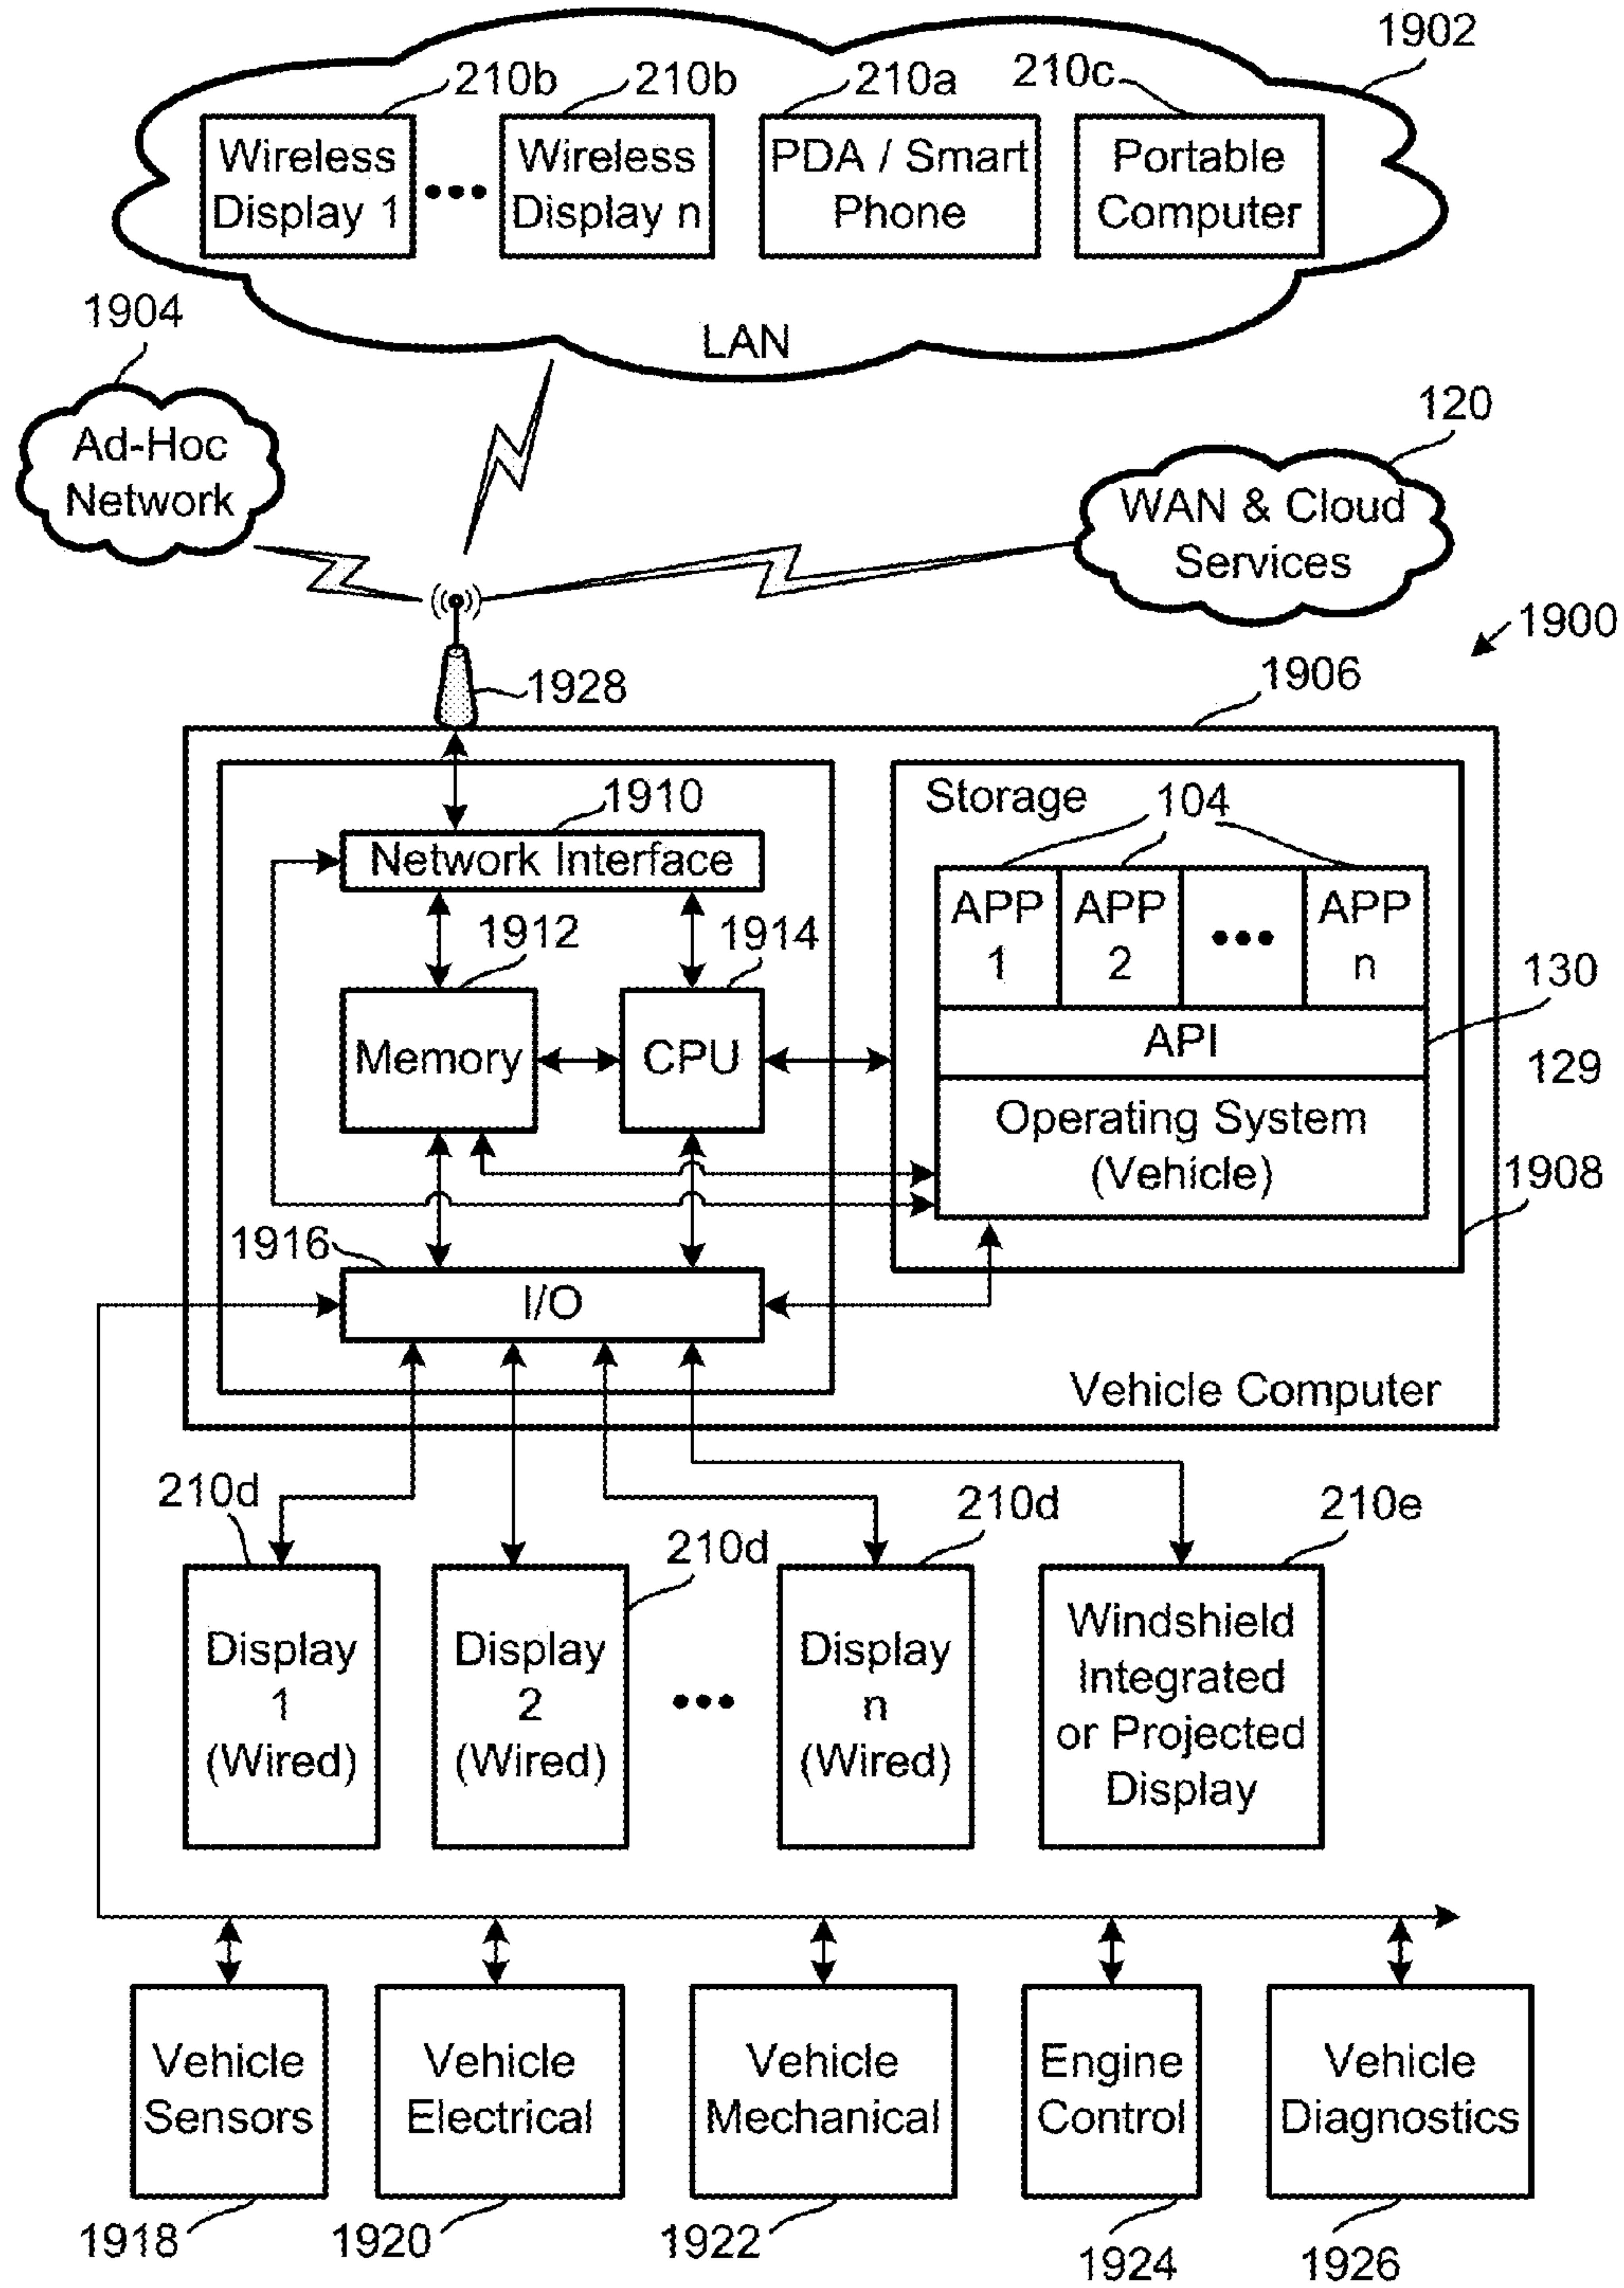 1902
210b
210b
210a
210c
Wireless
Display 1
Wireless
Display n
PDA / Smart
Phone
Portable
Computer
LAN
1904
Ad-Hoc
Network
120
WAN & Cloud
Services
1900
1928
1906
1910
Network Interface
Storage
104
APP
1
APP
2
APP
n
1912
1914
Memory
CPU
API
130
129
Operating System
(Vehicle)
1908
1916
I/O
Vehicle Computer
210d
210d
210d
210e
Display
1
(Wired)
Display
2
(Wired)
Display
n
(Wired)
Windshield
Integrated
or Projected
Display
Vehicle
Sensors
Vehicle
Electrical
Vehicle
Mechanical
Engine
Control
Vehicle
Diagnostics
1918
1920
1922
1924
1926